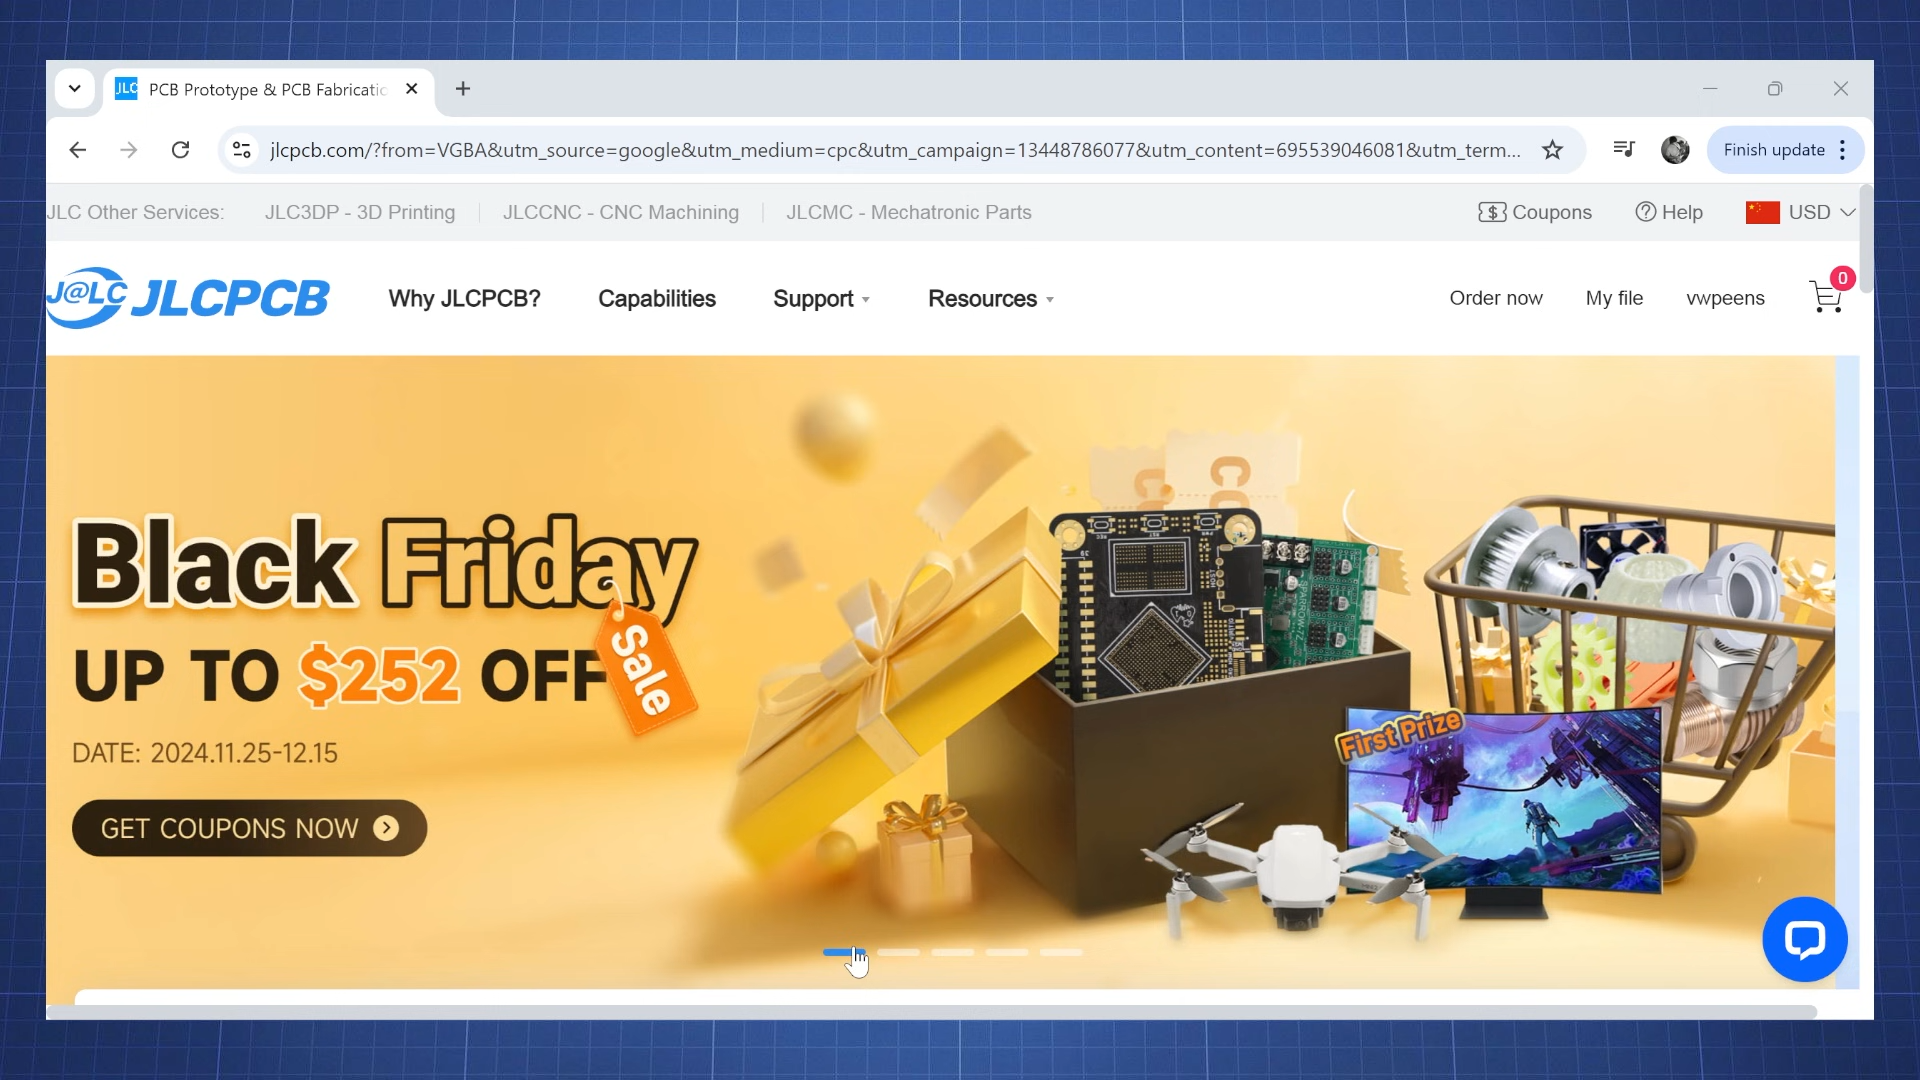 JLC PCB Prototype & PCB Fabricatic
jlcpcb.com/?from=VGBA&utm_source=google&utm_medium=cpc&utm_campaign=13448786077&utm_content=695539046081&utm_term...
Finish update
JLC Other Services: JLC3DP - 3D Printing JLCCNC - CNC Machining JLCMC - Mechatronic Parts Coupons Help USD
J@LC JLCPCB Why JLCPCB? Capabilities Support Resources Order now My file vwpeens 0
Black Friday
UP TO $252 OFF
Sale
DATE: 2024.11.25-12.15
GET COUPONS NOW
First Prize